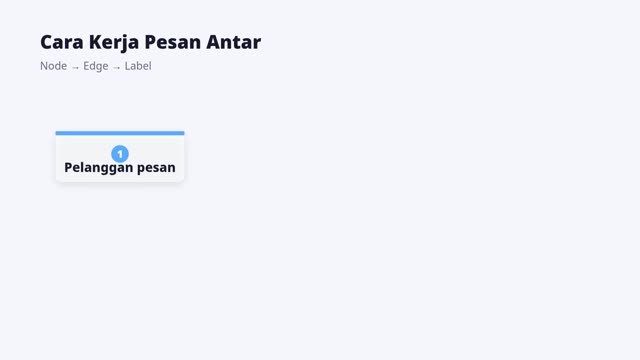 Cara Kerja Pesan Antar
Node → Edge → Label
1
Pelanggan pesan